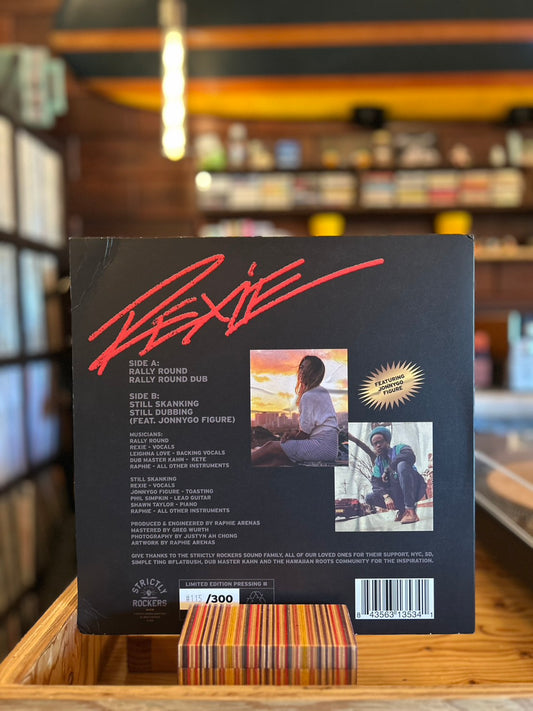 REXIE
SIDE A:
RALLY ROUND
RALLY ROUND DUB
FEATURING
JONNYGO
FIGURE
SIDE B:
STILL SKANKING
STILL DUBBING
(FEAT. JONNYGO FIGURE)
MUSICIANS:
RALLY ROUND
REXIE - VOCALS
LEIGHNA LOVE - BACKING VOCALS
DUB MASTER KAHN - KETE
RAPHIE - ALL OTHER INSTRUMENTS
STILL SKANKING
REXIE - VOCALS
JONNYGO FIGURE - TOASTING
PHIL SIMPKIN - LEAD GUITAR
SHAWN TAYLOR - PIANO
RAPHIE - ALL OTHER INSTRUMENTS
PRODUCED & ENGINEERED BY RAPHIE ARENAS
MASTERED BY GREG WURTH
PHOTOGRAPHY BY JUSTYN AH CHONG
ARTWORK BY RAPHIE ARENAS
GIVE THANKS TO THE STRICTLY ROCKERS SOUND FAMILY, ALL OF OUR LOVED ONES FOR THEIR SUPPORT, NYC, SD,
SIMPLE TING BFLATBUSH, DUB MASTER KAHN AND THE HAWAIIAN ROOTS COMMUNITY FOR THE INSPIRATION.
STRICTLY
ROCKERS
LIMITED EDITION PRESSING
#115 /300
8 43563 13534 1